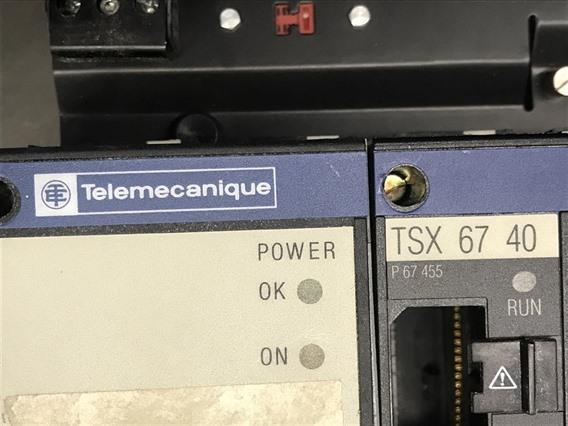 Telemecanique
POWER
OK
ON
TSX 67 40
P 67 455
RUN